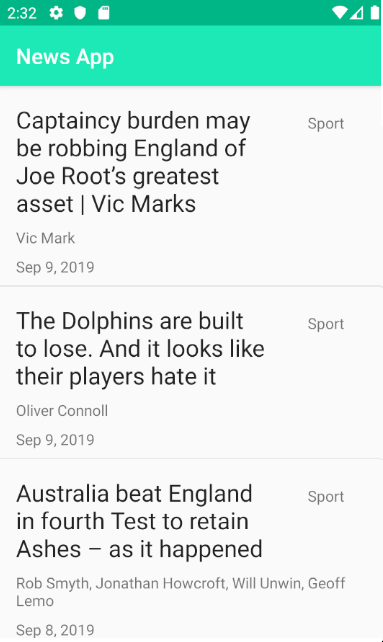 2:32
News App
Captaincy burden may
be robbing England of
Joe Root’s greatest
asset | Vic Marks
Sport
Vic Mark
Sep 9, 2019
The Dolphins are built
to lose. And it looks like
their players hate it
Sport
Oliver Connoll
Sep 9, 2019
Australia beat England
in fourth Test to retain
Ashes – as it happened
Sport
Rob Smyth, Jonathan Howcroft, Will Unwin, Geoff
Lemo
Sep 8, 2019